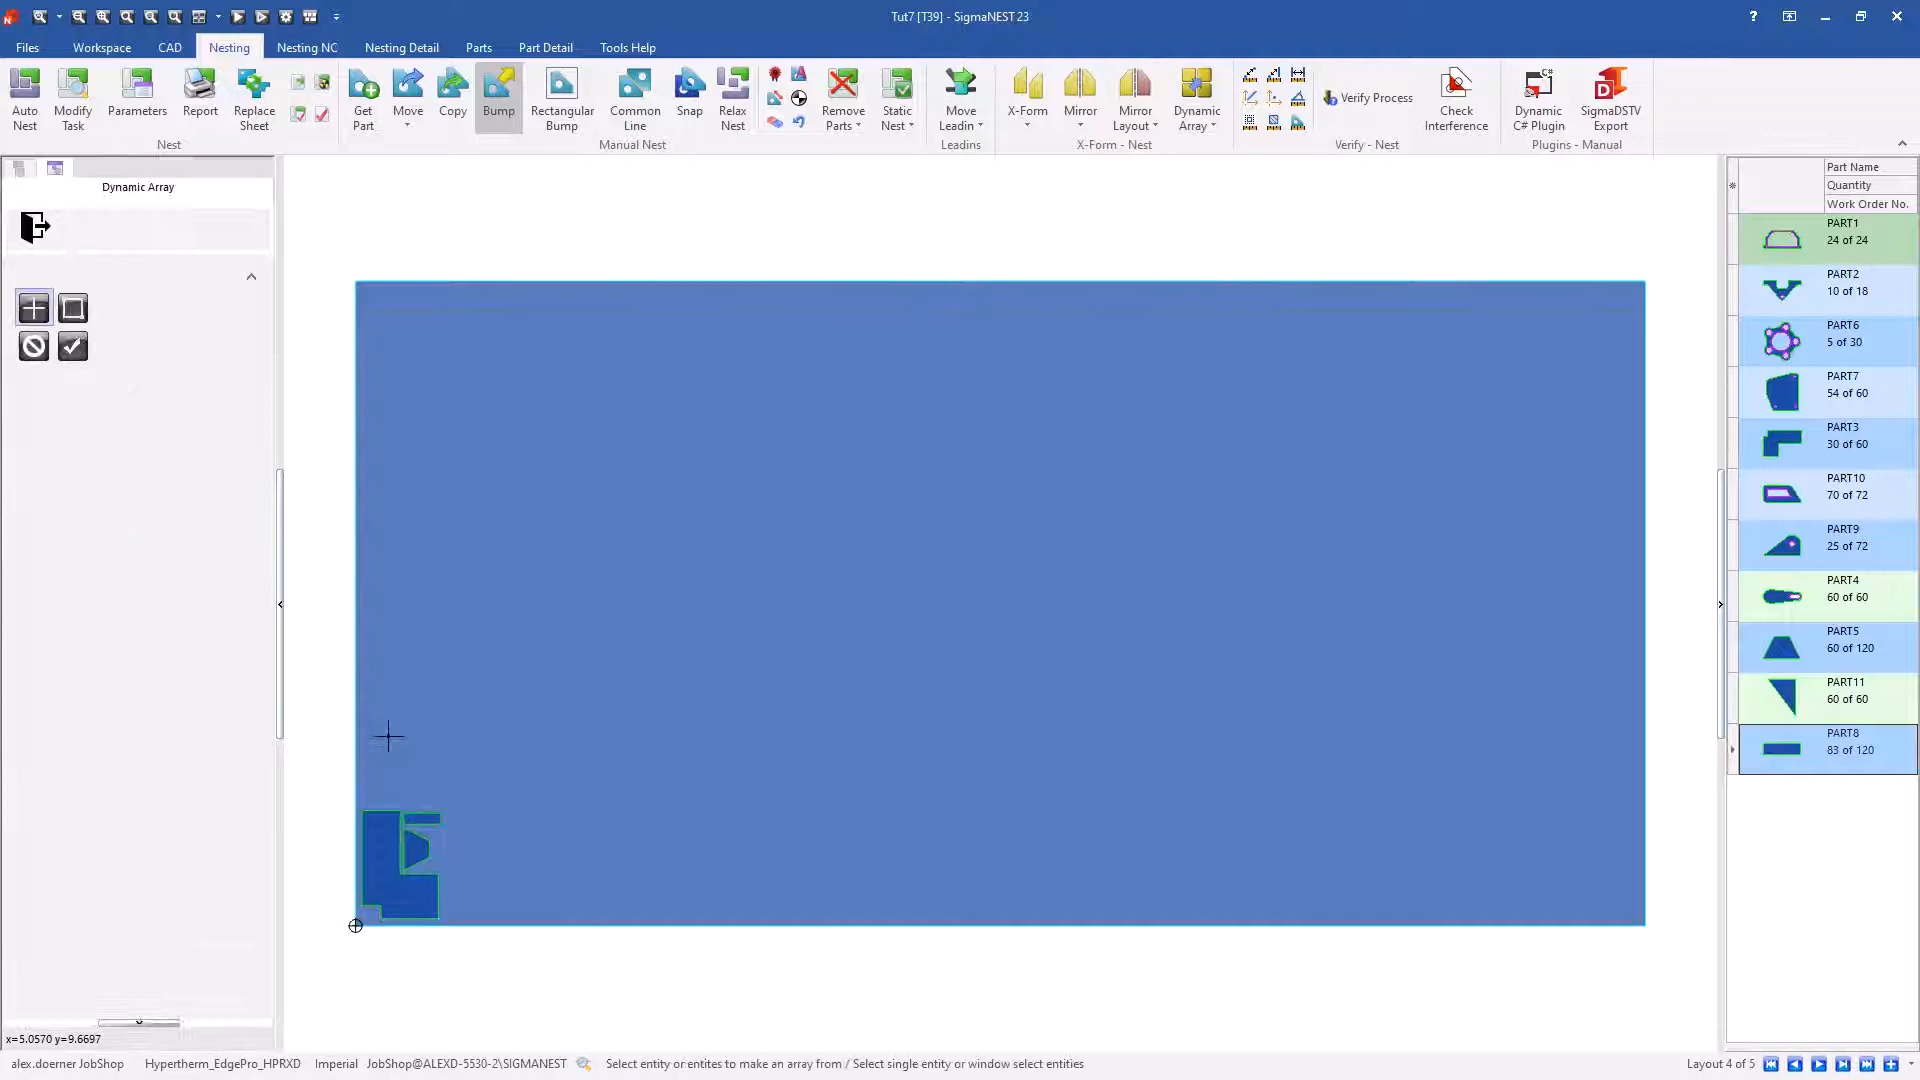 Tut7 [T39] - SigmaNEST 23
Files
Workspace
CAD
Nesting
Nesting NC
Nesting Detail
Parts
Part Detail
Tools Help
Auto Nest
Modify Task
Parameters
Report
Replace Sheet
Get Part
Move
Copy
Bump
Rectangular Bump
Common Line
Snap
Relax Nest
Remove Parts
Static Nest
Move Leadin
X-Form
Mirror
Mirror Layout
Dynamic Array
Verify Process
Check Interference
Dynamic C# Plugin
SigmaDSTV Export
Nest
Manual Nest
Leadins
X-Form - Nest
Verify - Nest
Plugins - Manual
Dynamic Array
Part Name
Quantity
Work Order No.
PART1
24 of 24
PART2
10 of 18
PART6
5 of 30
PART7
54 of 60
PART3
30 of 60
PART10
70 of 72
PART9
25 of 72
PART4
60 of 60
PART5
60 of 120
PART11
60 of 60
PART8
83 of 120
x=5.0570 y=9.6697
alex.doerner JobShop
Hypertherm_EdgePro_HPRXD
Imperial
JobShop@ALEXD-5530-2\SIGMANEST
Select entity or entites to make an array from / Select single entity or window select entities
Layout 4 of 5